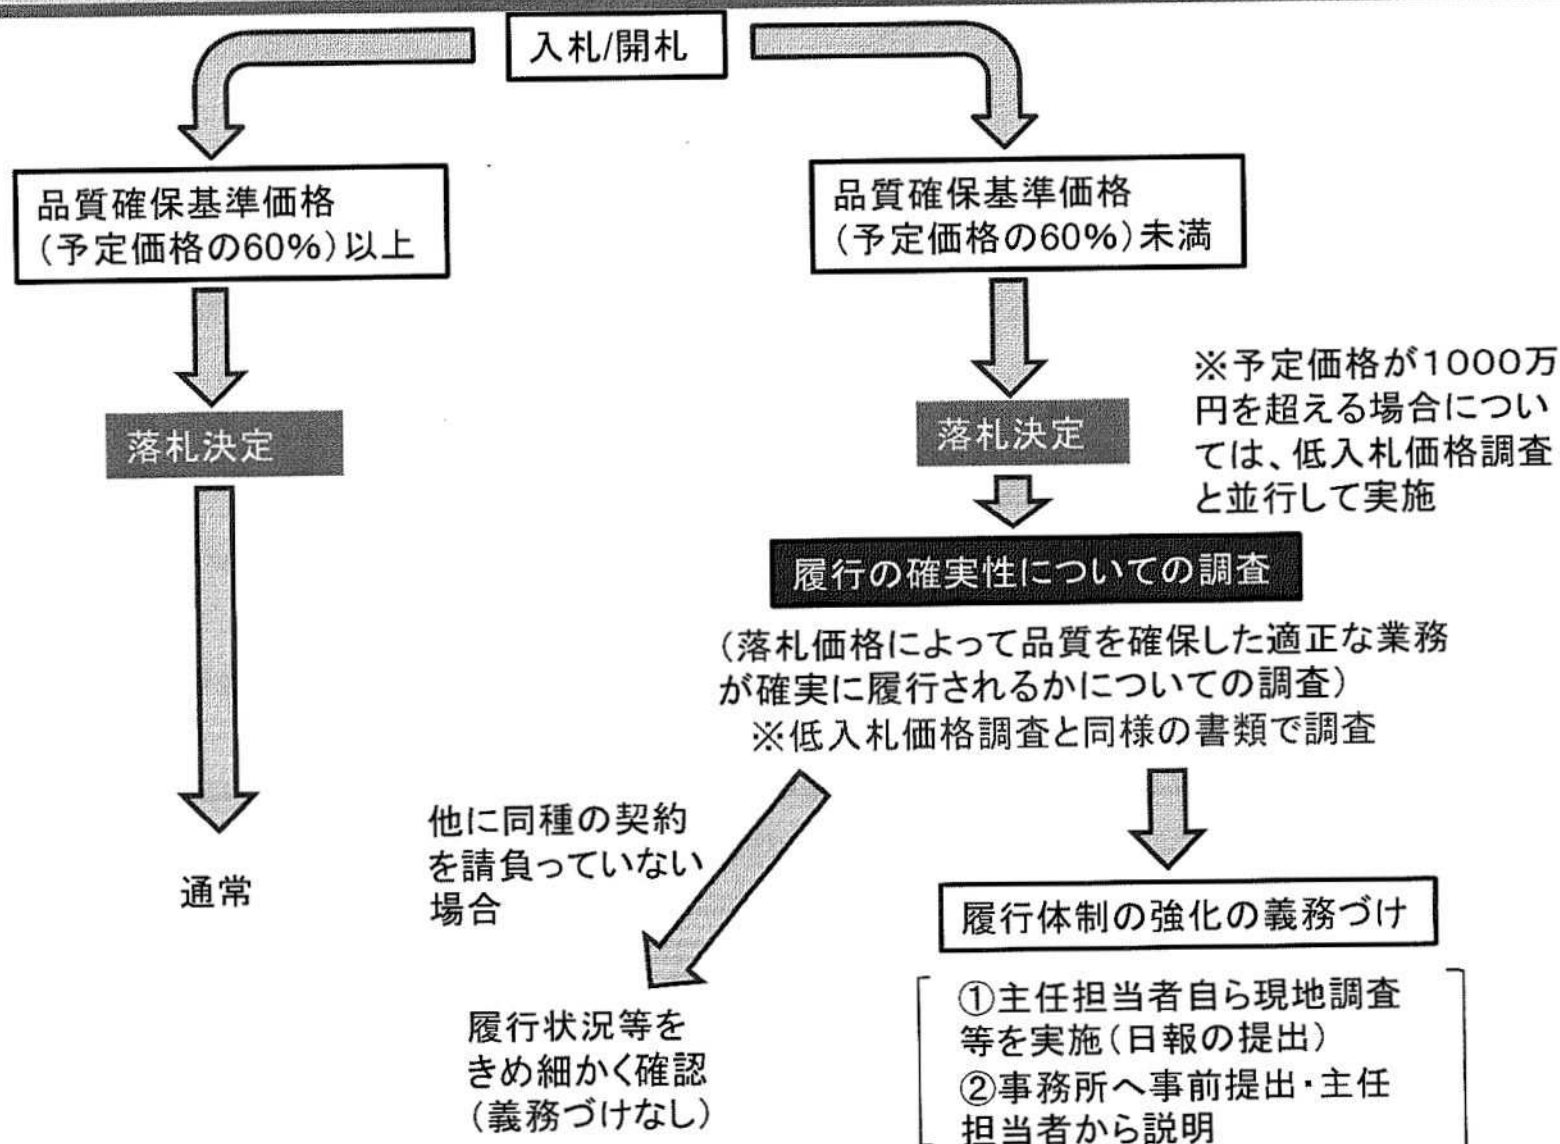 入札/開札
品質確保基準価格
(予定価格の60%)以上
品質確保基準価格
(予定価格の60%)未満
落札決定
落札決定
※予定価格が1000万
円を超える場合につい
ては、低入札価格調査
と並行して実施
履行の確実性についての調査
(落札価格によって品質を確保した適正な業務
が確実に履行されるかについての調査)
※低入札価格調査と同様の書類で調査
他に同種の契約
を請負っていない
場合
通常
履行体制の強化の義務づけ
履行状況等を
きめ細かく確認
(義務づけなし)
①主任担当者自ら現地調査
等を実施(日報の提出)
②事務所へ事前提出・主任
担当者から説明